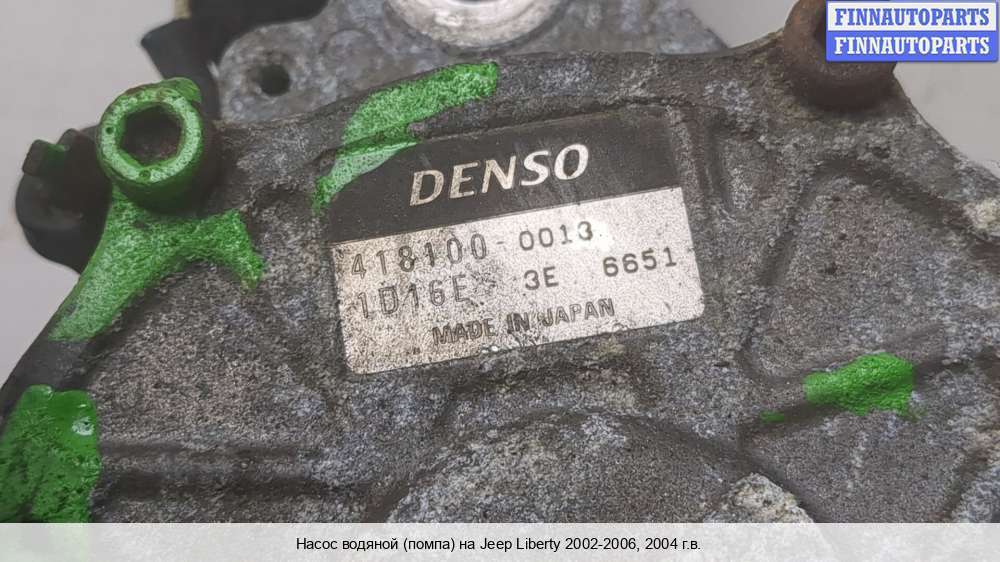 FINNAUTOPARTS
FINNAUTOPARTS
DENSO
418100-0013
1D16E 3E 6651
MADE IN JAPAN
Насос водяной (помпа) на Jeep Liberty 2002-2006, 2004 г.в.